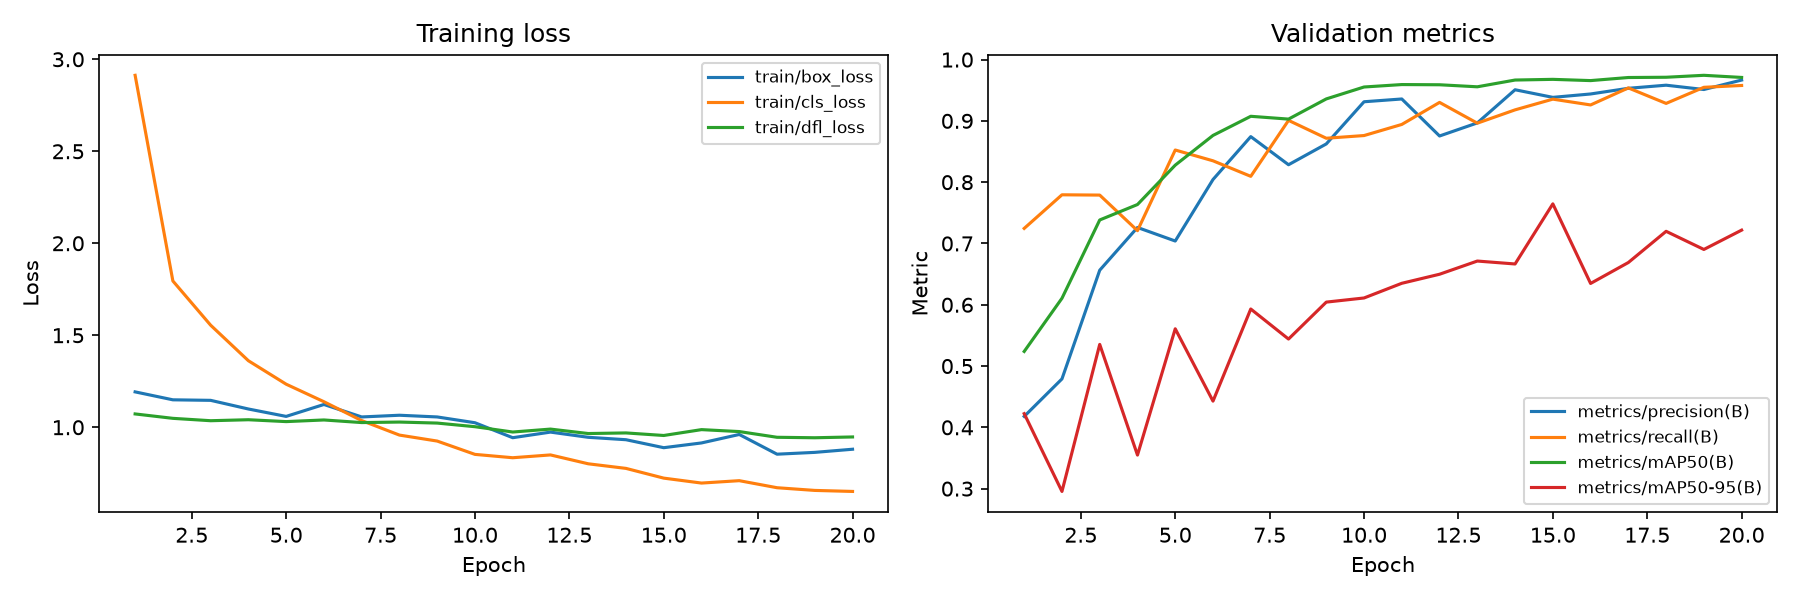 Training loss
3.0
2.5
2.0
1.5
1.0
Loss
2.5 5.0 7.5 10.0 12.5 15.0 17.5 20.0
Epoch
train/box_loss
train/cls_loss
train/dfl_loss
Validation metrics
1.0
0.9
0.8
0.7
0.6
0.5
0.4
0.3
Metric
2.5 5.0 7.5 10.0 12.5 15.0 17.5 20.0
Epoch
metrics/precision(B)
metrics/recall(B)
metrics/mAP50(B)
metrics/mAP50-95(B)